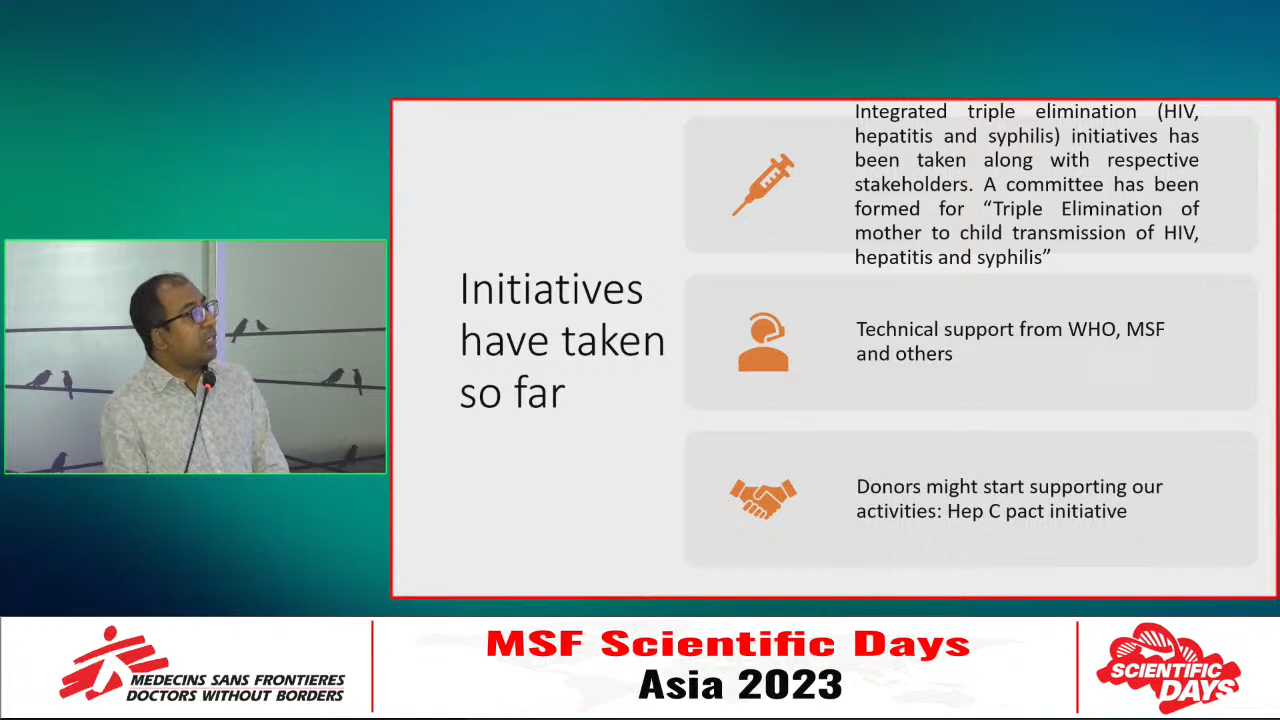 Initiatives
have taken
so far
Integrated triple elimination (HIV,
hepatitis and syphilis) initiatives has
been taken along with respective
stakeholders. A committee has been
formed for “Triple Elimination of
mother to child transmission of HIV,
hepatitis and syphilis”
Technical support from WHO, MSF
and others
Donors might start supporting our
activities: Hep C pact initiative
MEDECINS SANS FRONTIERES
DOCTORS WITHOUT BORDERS
MSF Scientific Days
Asia 2023
SCIENTIFIC
DAYS